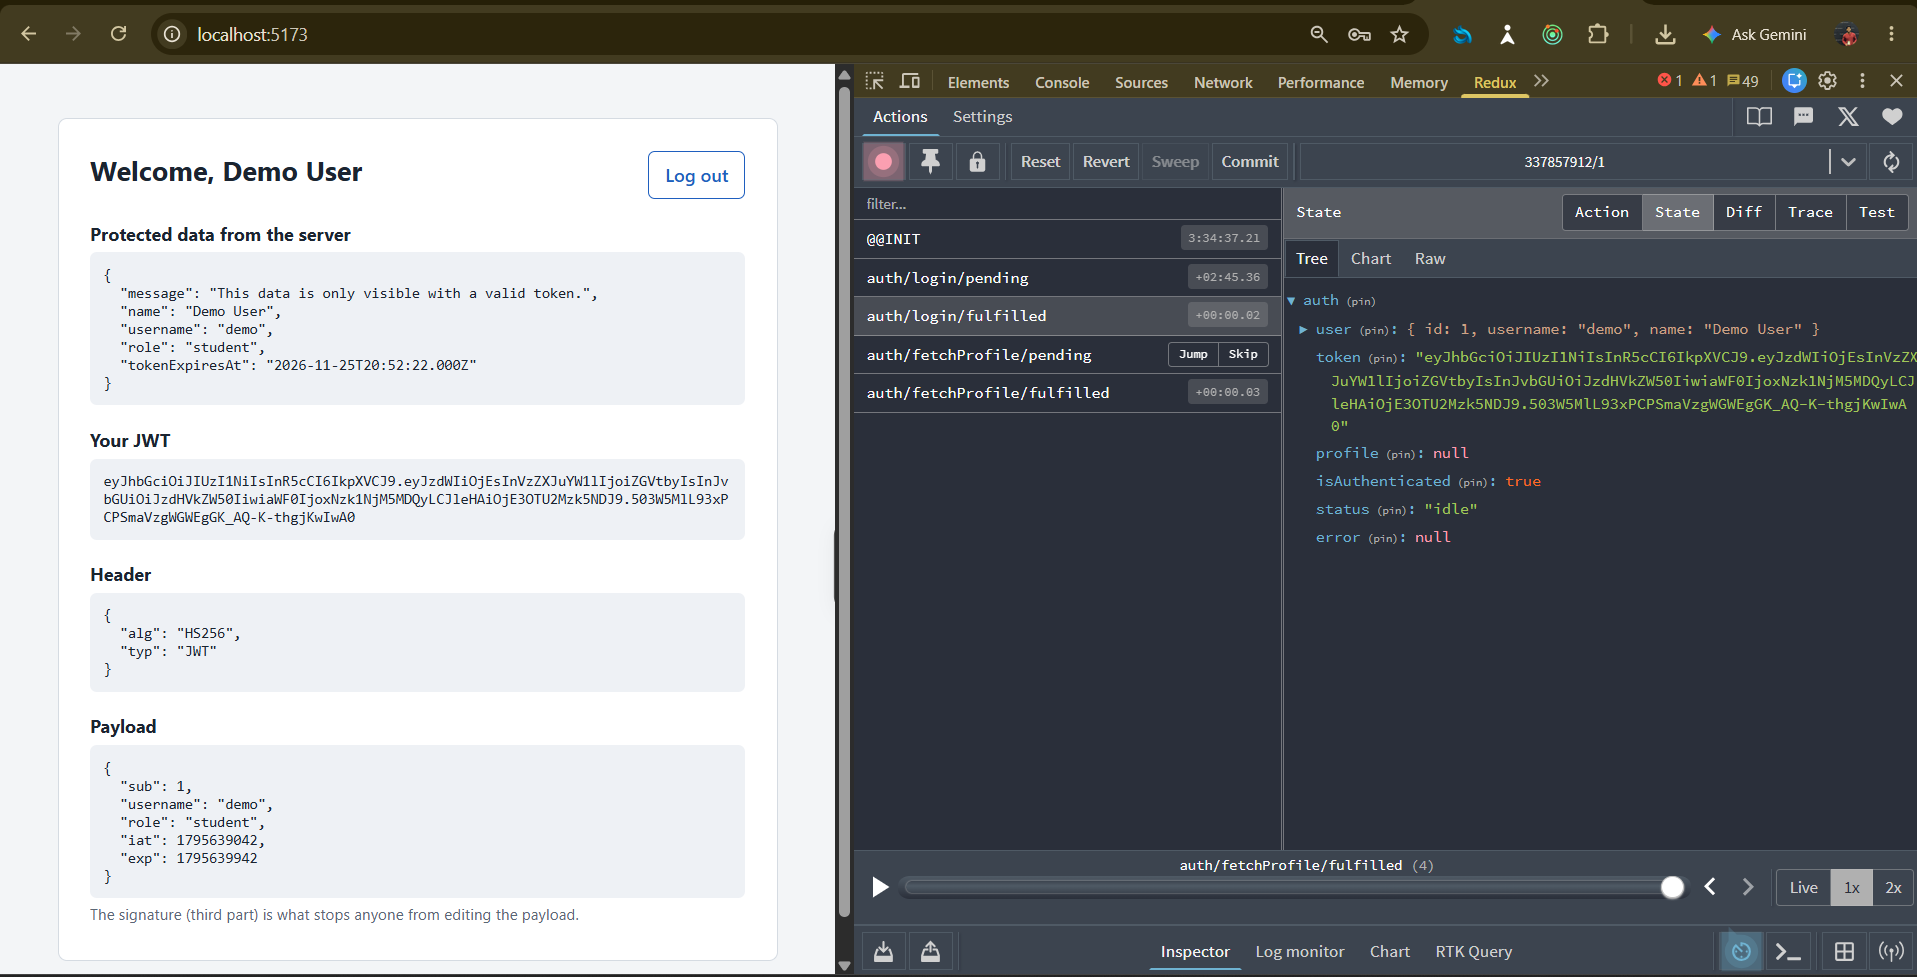 localhost:5173
Ask Gemini
Welcome, Demo User
Log out
Protected data from the server
{
"message": "This data is only visible with a valid token.",
"name": "Demo User",
"username": "demo",
"role": "student",
"tokenExpiresAt": "2026-11-25T20:52:22.000Z"
}
Your JWT
eyJhbGciOiJIUzI1NiIsInR5cCI6IkpXVCJ9.eyJzdWIiOjEsInVzZXJuYW1lIjoiZGVtbyIsInJv
bGUiOiJzdHVkZW50IiwiaWF0IjoxNzk1NjM5MDQyLCJleHAiOjE3OTU2Mzk5NDJ9.503W5MlL93xP
CPSmaVzgWGWEgGK_AQ-K-thgjKwIwA0
Header
{
"alg": "HS256",
"typ": "JWT"
}
Payload
{
"sub": 1,
"username": "demo",
"role": "student",
"iat": 1795639042,
"exp": 1795639942
}
The signature (third part) is what stops anyone from editing the payload.
Elements Console Sources Network Performance Memory Redux 1 1 49
Actions Settings
Reset Revert Sweep Commit 337857912/1
filter...
@@INIT 3:34:37.21
auth/login/pending +02:45.36
auth/login/fulfilled +00:00.02
auth/fetchProfile/pending Jump Skip
auth/fetchProfile/fulfilled +00:00.03
State Action State Diff Trace Test
Tree Chart Raw
auth (pin)
user (pin): { id: 1, username: "demo", name: "Demo User" }
token (pin): "eyJhbGciOiJIUzI1NiIsInR5cCI6IkpXVCJ9.eyJzdWIiOjEsInVzZX
JuYW1lIjoiZGVtbyIsInJvbGUiOiJzdHVkZW50IiwiaWF0IjoxNzk1NjM5MDQyLCJ
leHAiOjE3OTU2Mzk5NDJ9.503W5MlL93xPCPSmaVzgWGWEgGK_AQ-K-thgjKwIwA
0"
profile (pin): null
isAuthenticated (pin): true
status (pin): "idle"
error (pin): null
auth/fetchProfile/fulfilled (4)
Live 1x 2x
Inspector Log monitor Chart RTK Query